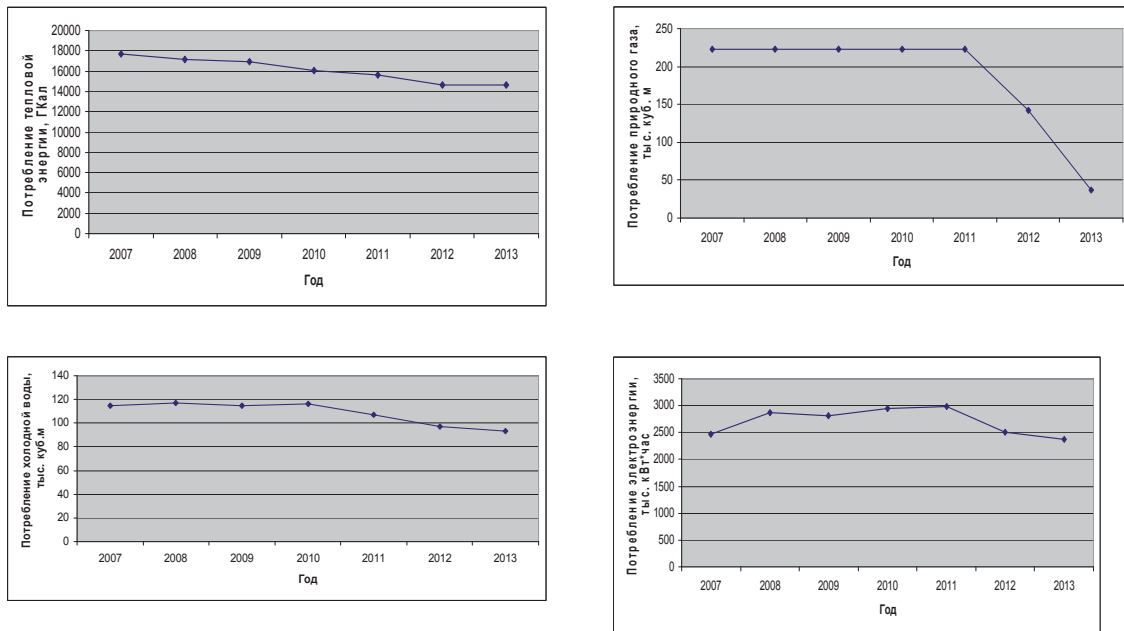 Потребление тепловой
энергии, ГКал
20000
18000
16000
14000
12000
10000
8000
6000
4000
2000
0
2007 2008 2009 2010 2011 2012 2013
Год
Потребление природного газа,
тыс. куб. м
250
200
150
100
50
0
2007 2008 2009 2010 2011 2012 2013
Год
Потребление холодной воды,
тыс. куб.м
140
120
100
80
60
40
20
0
2007 2008 2009 2010 2011 2012 2013
Год
Потребление электроэнергии,
тыс. кВт*час
3500
3000
2500
2000
1500
1000
500
0
2007 2008 2009 2010 2011 2012 2013
Год